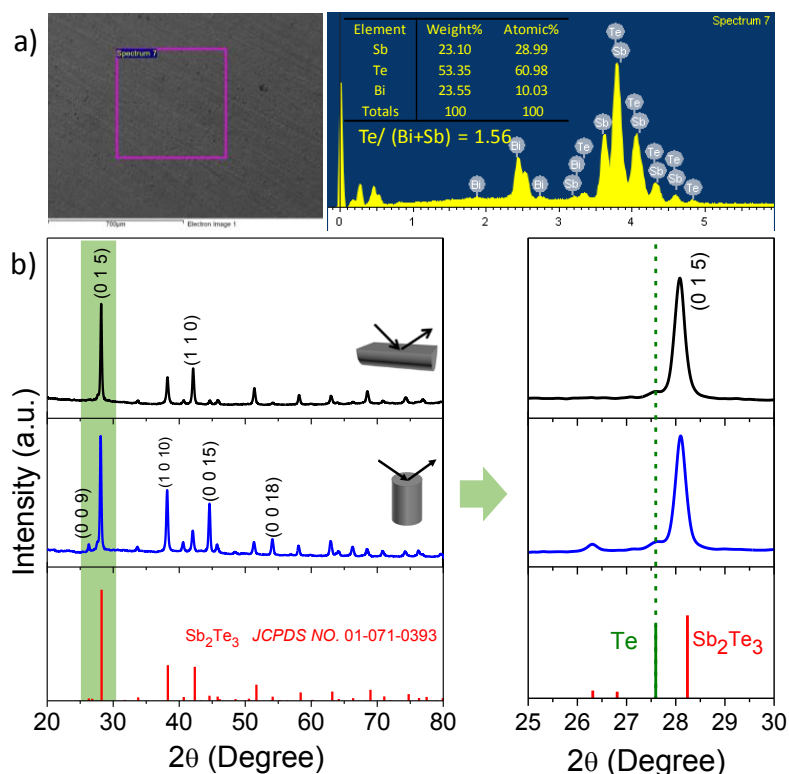 a)
Spectrum 7
700µm
Electron Image 1
Spectrum 7
Element Weight% Atomic%
Sb 23.10 28.99
Te 53.35 60.98
Bi 23.55 10.03
Totals 100 100
Te/ (Bi+Sb) = 1.56
Bi
Bi
Bi
Sb
Bi
Te
Sb
Te
Sb
Te
Sb
Te
Sb
Te
Sb
Te
0 1 2 3 4 5
b)
Intensity (a.u.)
(0 1 5)
(1 1 0)
(0 1 5)
(0 0 9)
(1 0 10)
(0 0 15)
(0 0 18)
Sb2Te3 JCPDS NO. 01-071-0393
Te
Sb2Te3
20 30 40 50 60 70 80
25 26 27 28 29 30
2θ (Degree)
2θ (Degree)